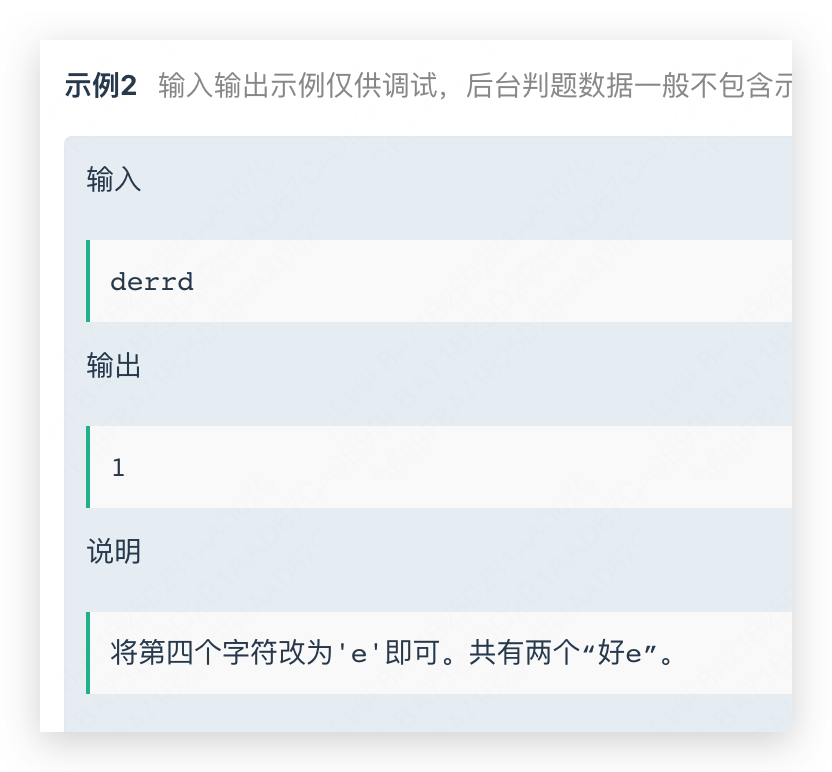 示例2 输入输出示例仅供调试，后台判题数据一般不包含
输入
derrd
输出
1
说明
将第四个字符改为'e'即可。共有两个“好e”。